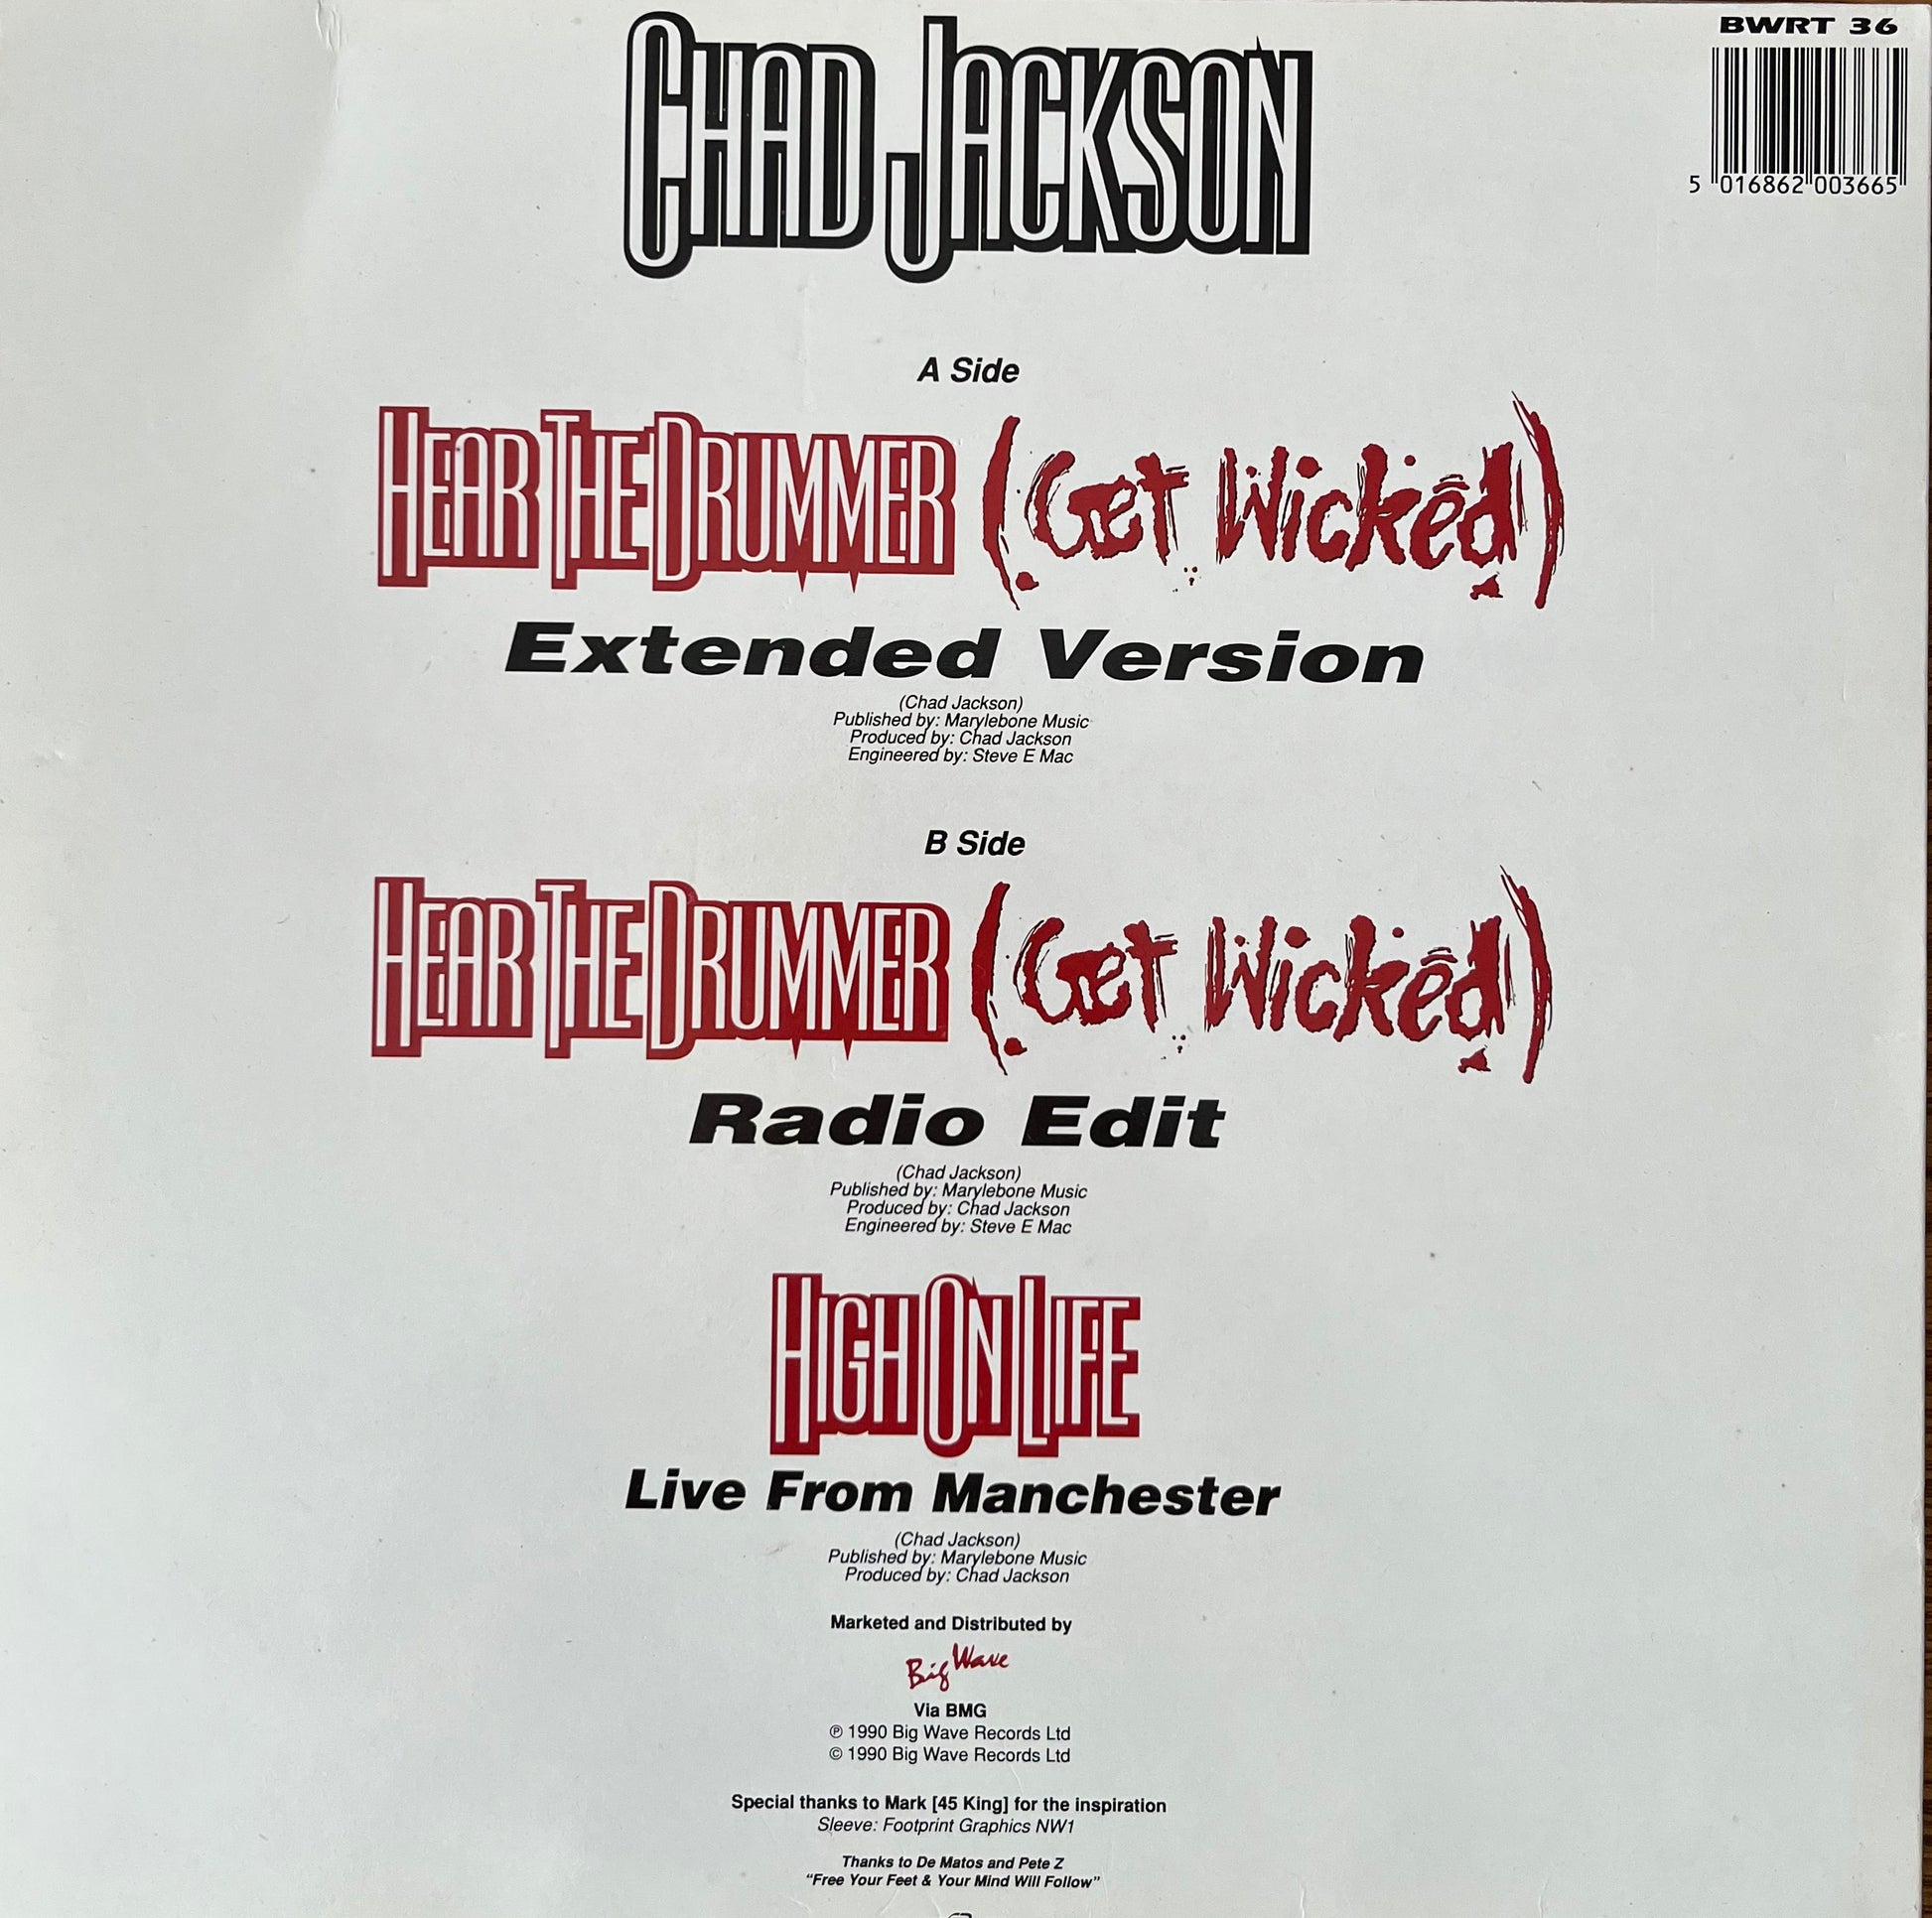 BWRT 36
CHAD JACKSON
5 016862 003665
A Side
HEAR THE DRUMMER (Get Wicked)
Extended Version
(Chad Jackson)
Published by: Marylebone Music
Produced by: Chad Jackson
Engineered by: Steve E Mac
B Side
HEAR THE DRUMMER (Get Wicked)
Radio Edit
(Chad Jackson)
Published by: Marylebone Music
Produced by: Chad Jackson
Engineered by: Steve E Mac
HIGH ON LIFE
Live From Manchester
(Chad Jackson)
Published by: Marylebone Music
Produced by: Chad Jackson
Marketed and Distributed by
Big Wave
Via BMG
℗ 1990 Big Wave Records Ltd
© 1990 Big Wave Records Ltd
Special thanks to Mark [45 King] for the inspiration
Sleeve: Footprint Graphics NW1
Thanks to De Matos and Pete Z
“Free Your Feet & Your Mind Will Follow”